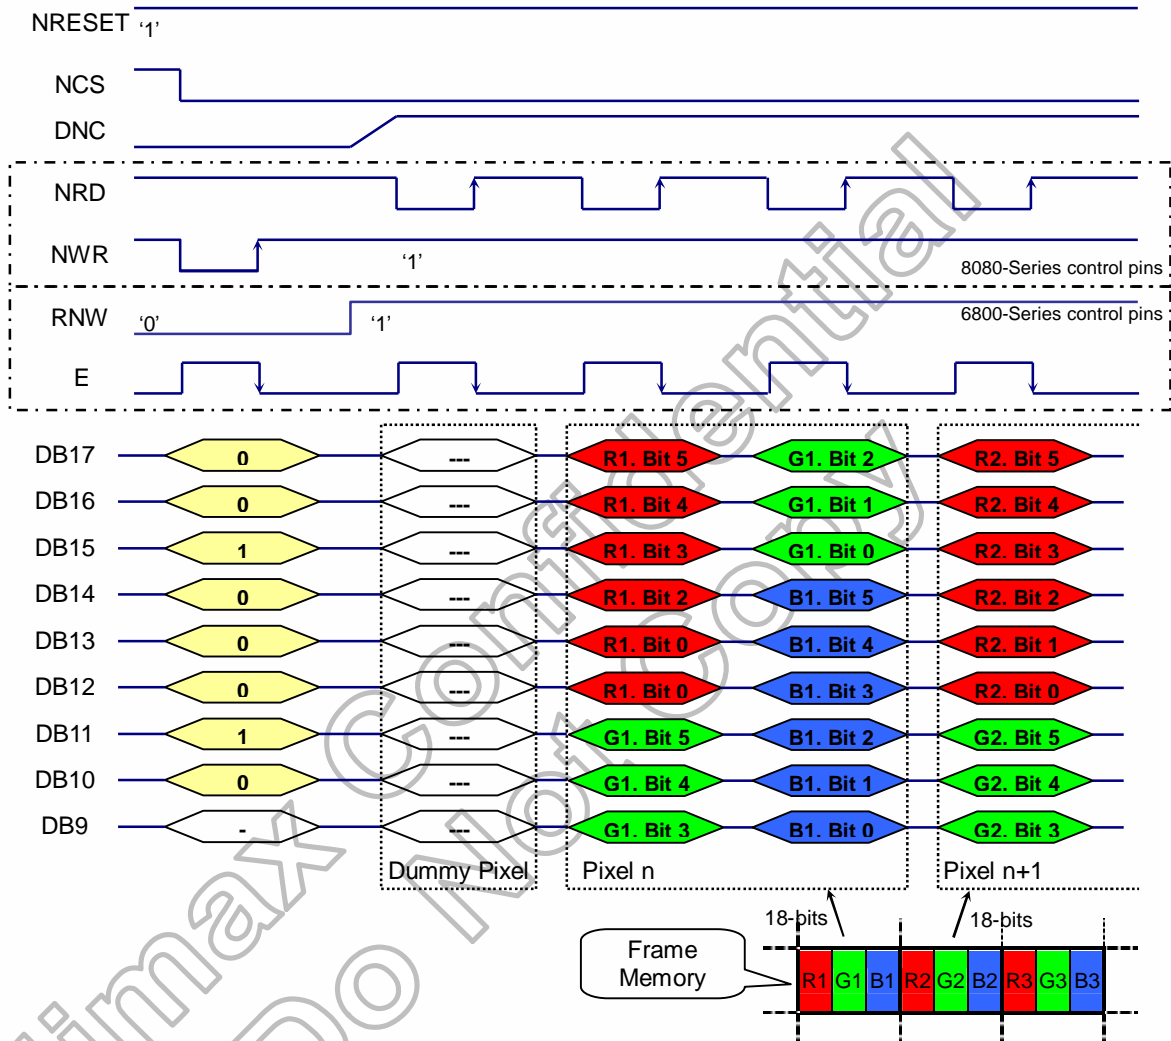 NRESET '1'
NCS
DNC
NRD
NWR '1'
8080-Series control pins
RNW '0' '1'
6800-Series control pins
E
DB17 0 --- R1. Bit 5 G1. Bit 2 R2. Bit 5
DB16 0 --- R1. Bit 4 G1. Bit 1 R2. Bit 4
DB15 1 --- R1. Bit 3 G1. Bit 0 R2. Bit 3
DB14 0 --- R1. Bit 2 B1. Bit 5 R2. Bit 2
DB13 0 --- R1. Bit 0 B1. Bit 4 R2. Bit 1
DB12 0 --- R1. Bit 0 B1. Bit 3 R2. Bit 0
DB11 1 --- G1. Bit 5 B1. Bit 2 G2. Bit 5
DB10 0 --- G1. Bit 4 B1. Bit 1 G2. Bit 4
DB9 - --- G1. Bit 3 B1. Bit 0 G2. Bit 3
Dummy Pixel Pixel n Pixel n+1
18-bits 18-bits
Frame
Memory
R1 G1 B1 R2 G2 B2 R3 G3 B3
limax Confidential
Do Not Copy